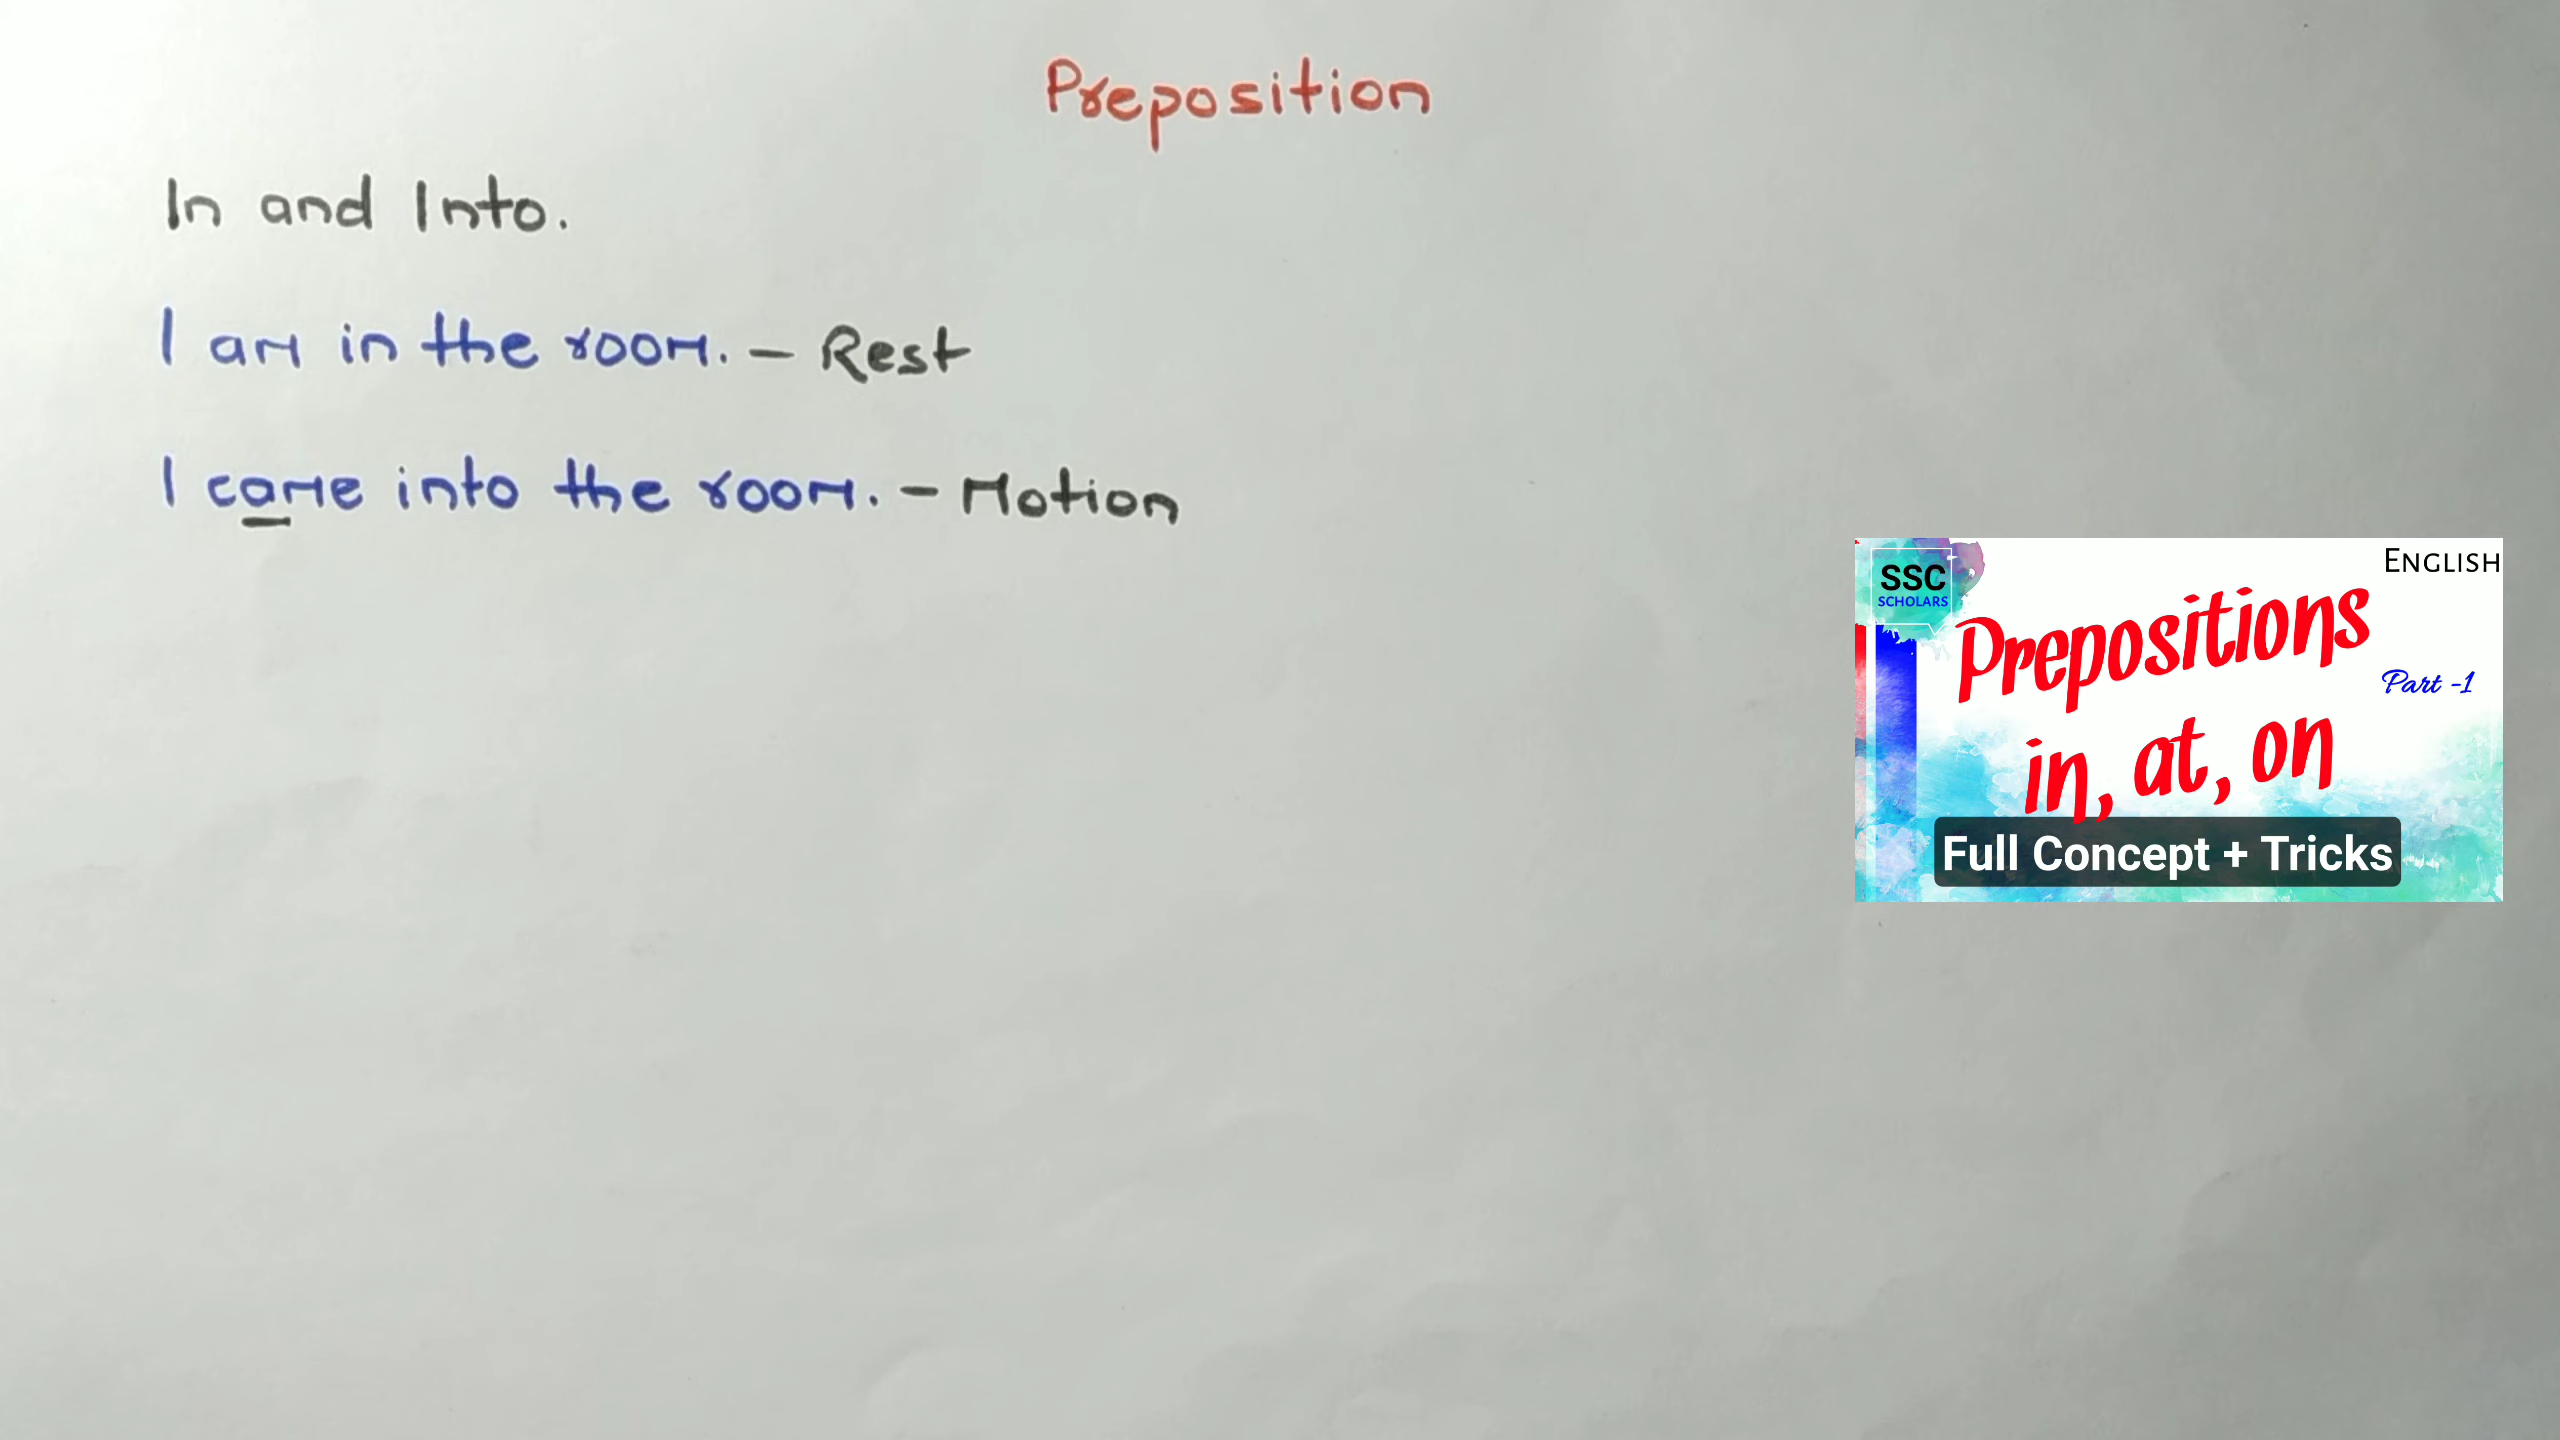 Preposition
In and Into.
I am in the room. – Rest
I came into the room. – Motion
ENGLISH
SSC
SCHOLARS
Prepositions
Part -1
in, at, on
Full Concept + Tricks